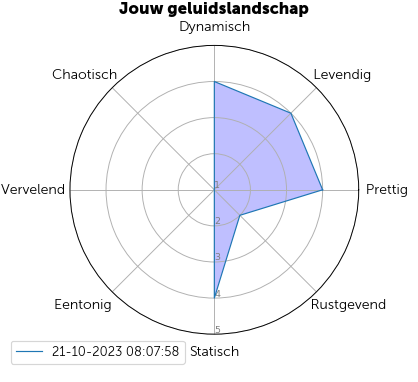 Jouw geluidslandschap
Dynamisch
Chaotisch
Levendig
Vervelend
1
Prettig
2
3
4
Eentonig
Rustgevend
5
21-10-2023 08:07:58
Statisch